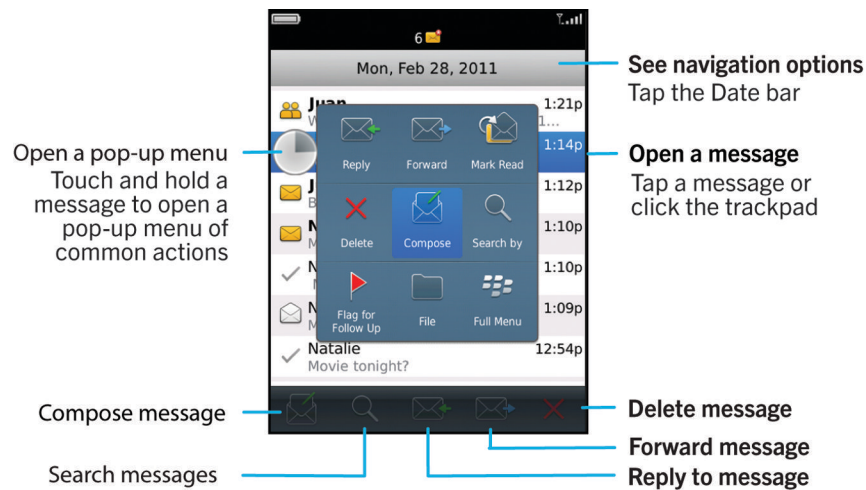 6
Mon, Feb 28, 2011
See navigation options
Tap the Date bar
Juan 1:21p
W 1...
1:14p
Reply Forward Mark Read
Open a pop-up menu
Touch and hold a
message to open a
pop-up menu of
common actions
Open a message
Tap a message or
click the trackpad
J 1:12p
B
N 1:10p
M
Delete Compose Search by
N 1:10p
N 1:09p
M
Flag for
Follow Up
File Full Menu
Natalie 12:54p
Movie tonight?
Compose message
Delete message
Forward message
Search messages
Reply to message